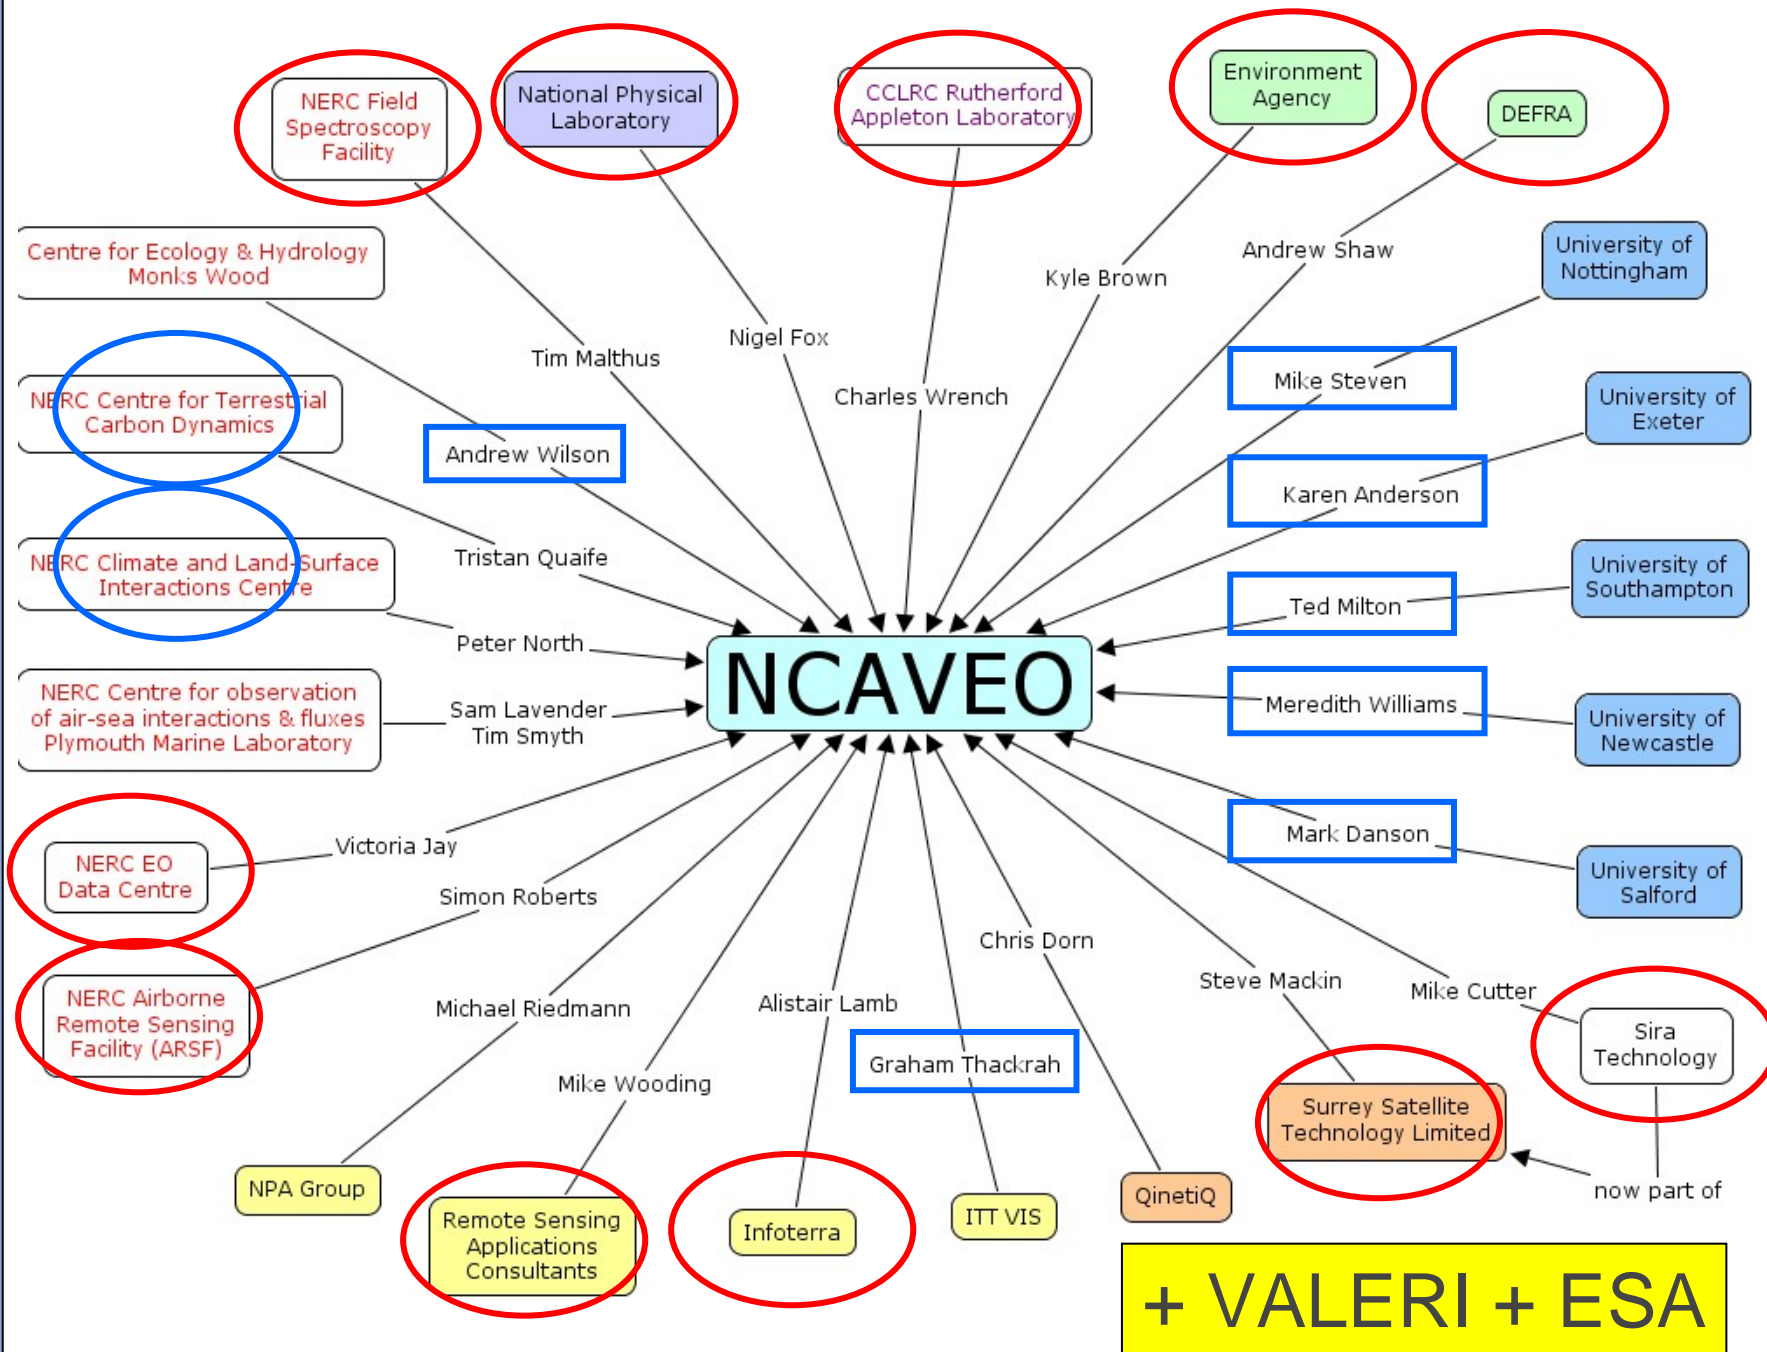 NERC Field
Spectroscopy
Facility
National Physical
Laboratory
CCLRC Rutherford
Appleton Laboratory
Environment
Agency
DEFRA
Centre for Ecology & Hydrology
Monks Wood
University of
Nottingham
Andrew Shaw
Kyle Brown
Nigel Fox
Tim Malthus
Charles Wrench
Mike Steven
NERC Centre for Terrestrial
Carbon Dynamics
University of
Exeter
Andrew Wilson
Karen Anderson
Tristan Quaife
NERC Climate and Land-Surface
Interactions Centre
University of
Southampton
Ted Milton
Peter North
NCAVEO
NERC Centre for observation
of air-sea interactions & fluxes
Plymouth Marine Laboratory
Sam Lavender
Tim Smyth
Meredith Williams
University of
Newcastle
Victoria Jay
Mark Danson
NERC EO
Data Centre
University of
Salford
Simon Roberts
Chris Dorn
Steve Mackin
Mike Cutter
NERC Airborne
Remote Sensing
Facility (ARSF)
Michael Riedmann
Alistair Lamb
Sira
Technology
Graham Thackrah
Mike Wooding
Surrey Satellite
Technology Limited
NPA Group
QinetiQ
now part of
Remote Sensing
Applications
Consultants
Infoterra
ITT VIS
+ VALERI + ESA